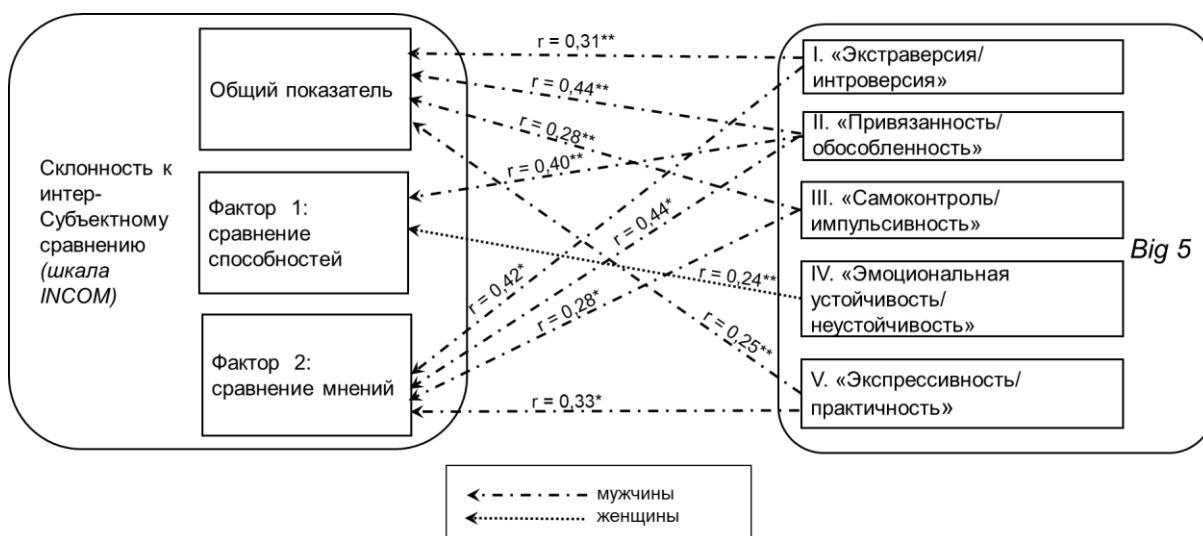 Склонность к
интер-
Субъектному
сравнению
(шкала
INCOM)
Общий показатель
Фактор 1:
сравнение
способностей
Фактор 2:
сравнение мнений
r = 0,31**
r = 0,44**
r = 0,28**
r = 0,40**
r = 0,44*
r = 0,42*
r = 0,24**
r = 0,28*
r = 0,25**
r = 0,33*
I. «Экстраверсия/
интроверсия»
II. «Привязанность/
обособленность»
III. «Самоконтроль/
импульсивность»
IV. «Эмоциональная
устойчивость/
неустойчивость»
V. «Экспрессивность/
практичность»
Big 5
мужчины
женщины